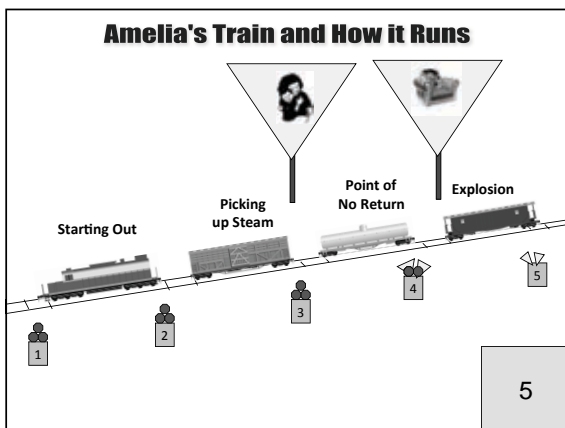 Amelia's Train and How it Runs
Starting Out
Picking
up Steam
Point of
No Return
Explosion
1
2
3
4
5
5